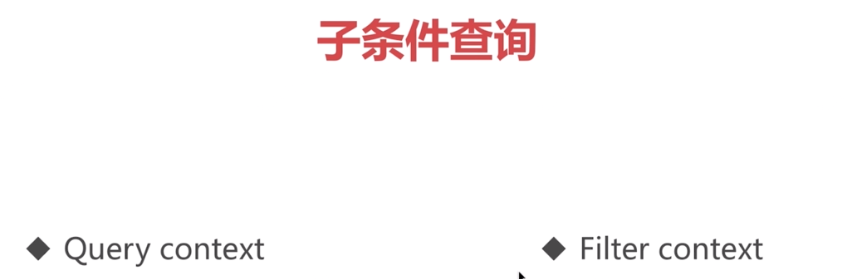 子条件查询
◆ Query context
◆ Filter context